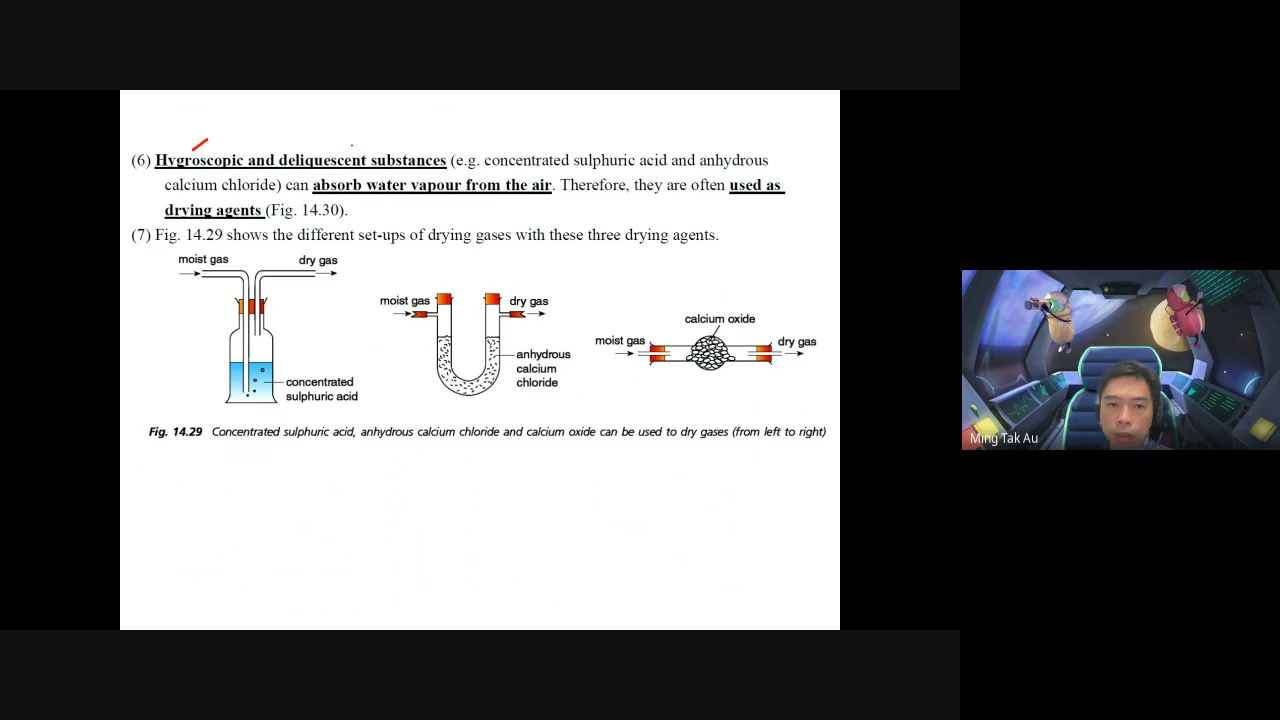 (6) Hygroscopic and deliquescent substances (e.g. concentrated sulphuric acid and anhydrous
calcium chloride) can absorb water vapour from the air. Therefore, they are often used as
drying agents (Fig. 14.30).
(7) Fig. 14.29 shows the different set-ups of drying gases with these three drying agents.
moist gas
dry gas
concentrated
sulphuric acid
moist gas
dry gas
anhydrous
calcium
chloride
calcium oxide
moist gas
dry gas
Fig. 14.29 Concentrated sulphuric acid, anhydrous calcium chloride and calcium oxide can be used to dry gases (from left to right)
Ming Tak Au